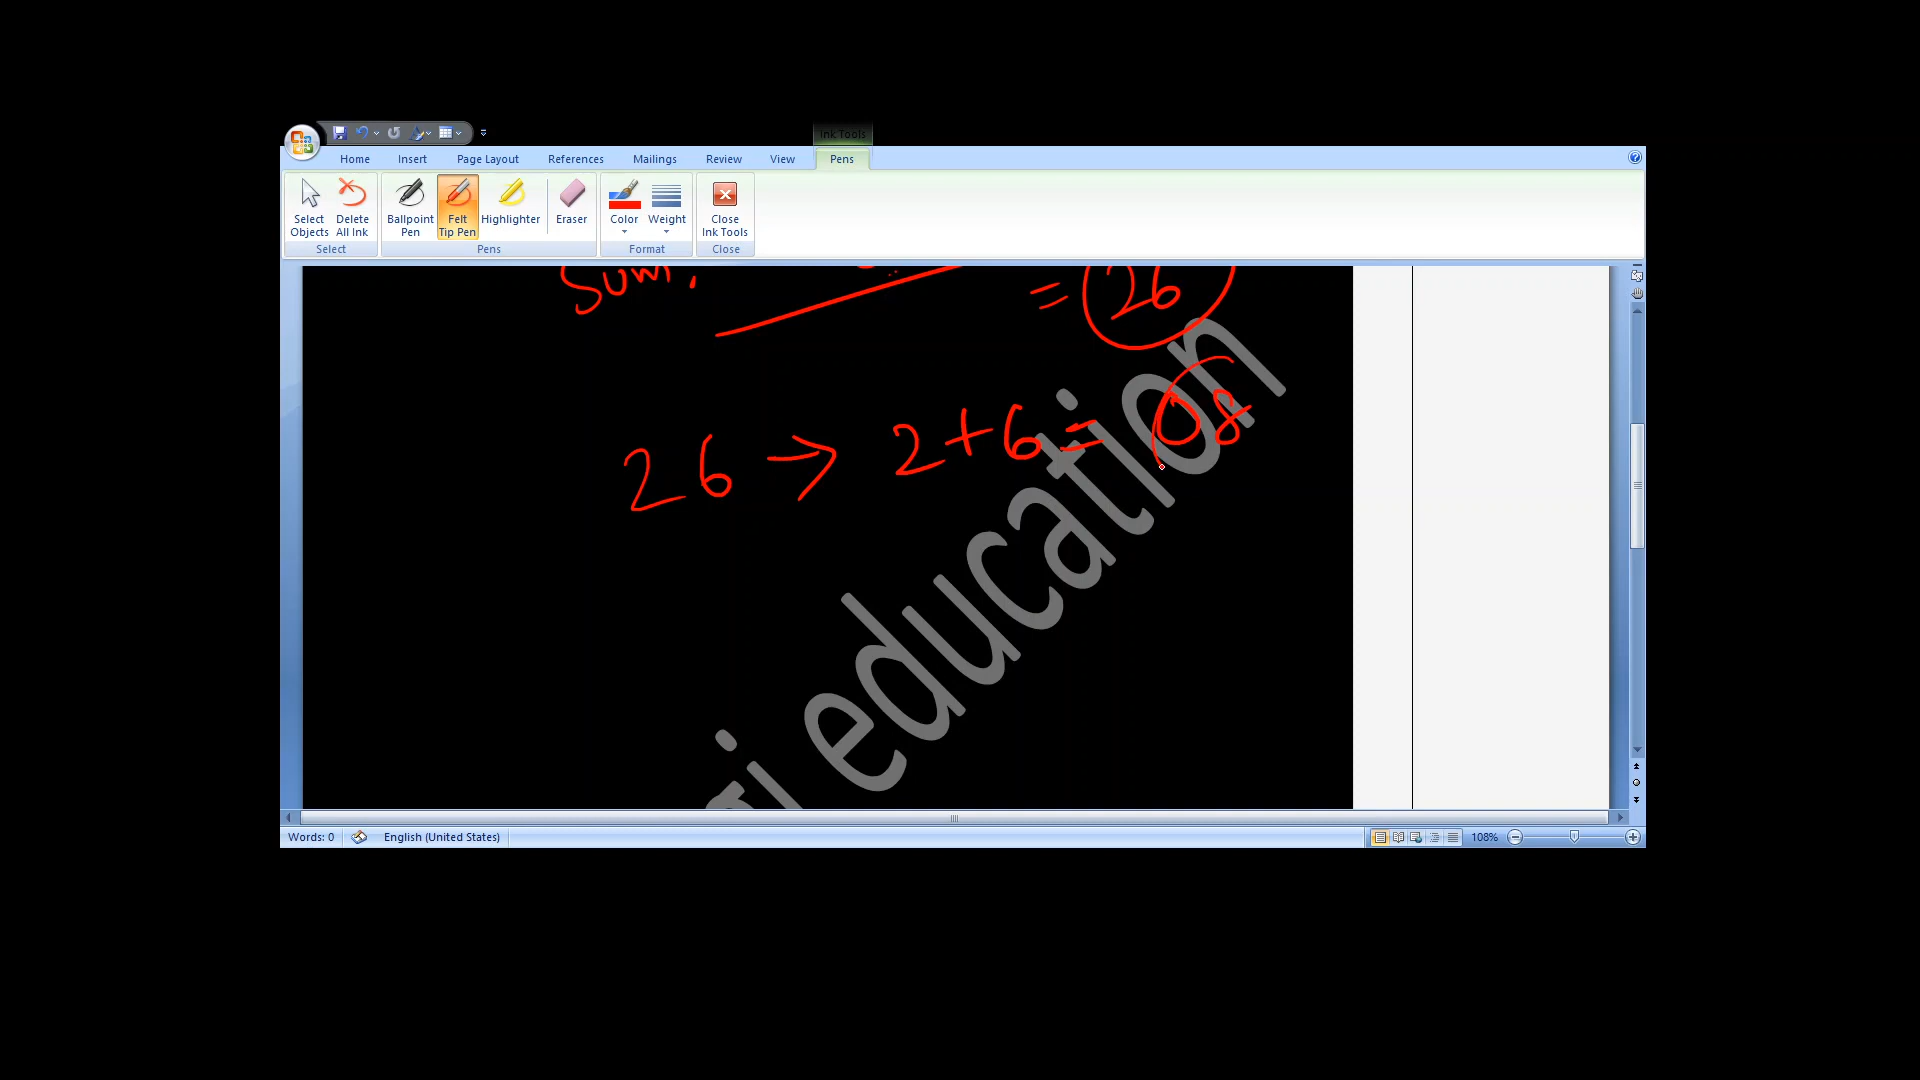 Ink Tools
Home Insert Page Layout References Mailings Review View Pens
Select Objects Delete All Ink Ballpoint Pen Felt Tip Pen Highlighter Eraser Color Weight Close Ink Tools
Select Pens Format Close
Sum.
= 26
26 → 2+6= 08
education
Words: 0 English (United States) 108%